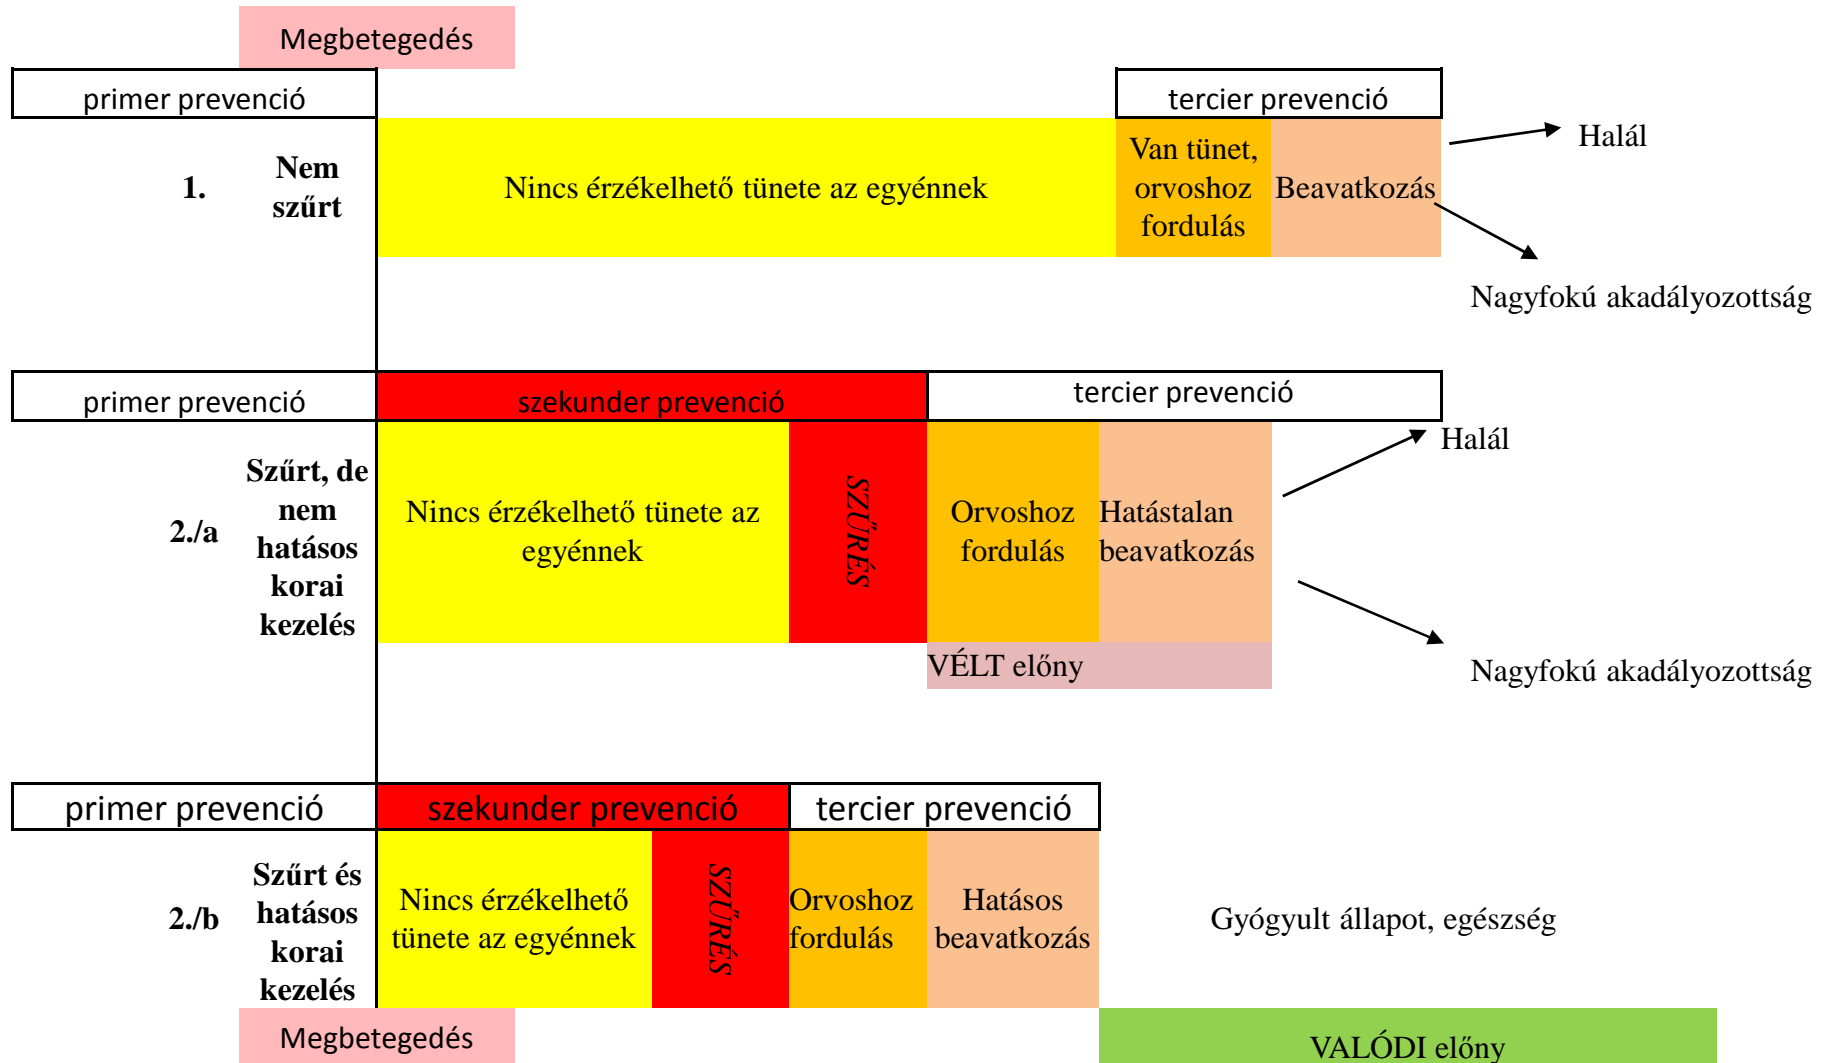 Megbetegedés
primer prevenció
tercier prevenció
1.
Nem
szűrt
Nincs érzékelhető tünete az egyénnek
Van tünet,
orvoshoz
fordulás
Beavatkozás
Halál
Nagyfokú akadályozottság
primer prevenció
szekunder prevenció
tercier prevenció
2./a
Szűrt, de
nem
hatásos
korai
kezelés
Nincs érzékelhető tünete az
egyénnek
SZŰRÉS
Orvoshoz
fordulás
Hatástalan
beavatkozás
Halál
Nagyfokú akadályozottság
VÉLT előny
primer prevenció
szekunder prevenció
tercier prevenció
2./b
Szűrt és
hatásos
korai
kezelés
Nincs érzékelhető
tünete az egyénnek
SZŰRÉS
Orvoshoz
fordulás
Hatásos
beavatkozás
Gyógyult állapot, egészség
Megbetegedés
VALÓDI előny